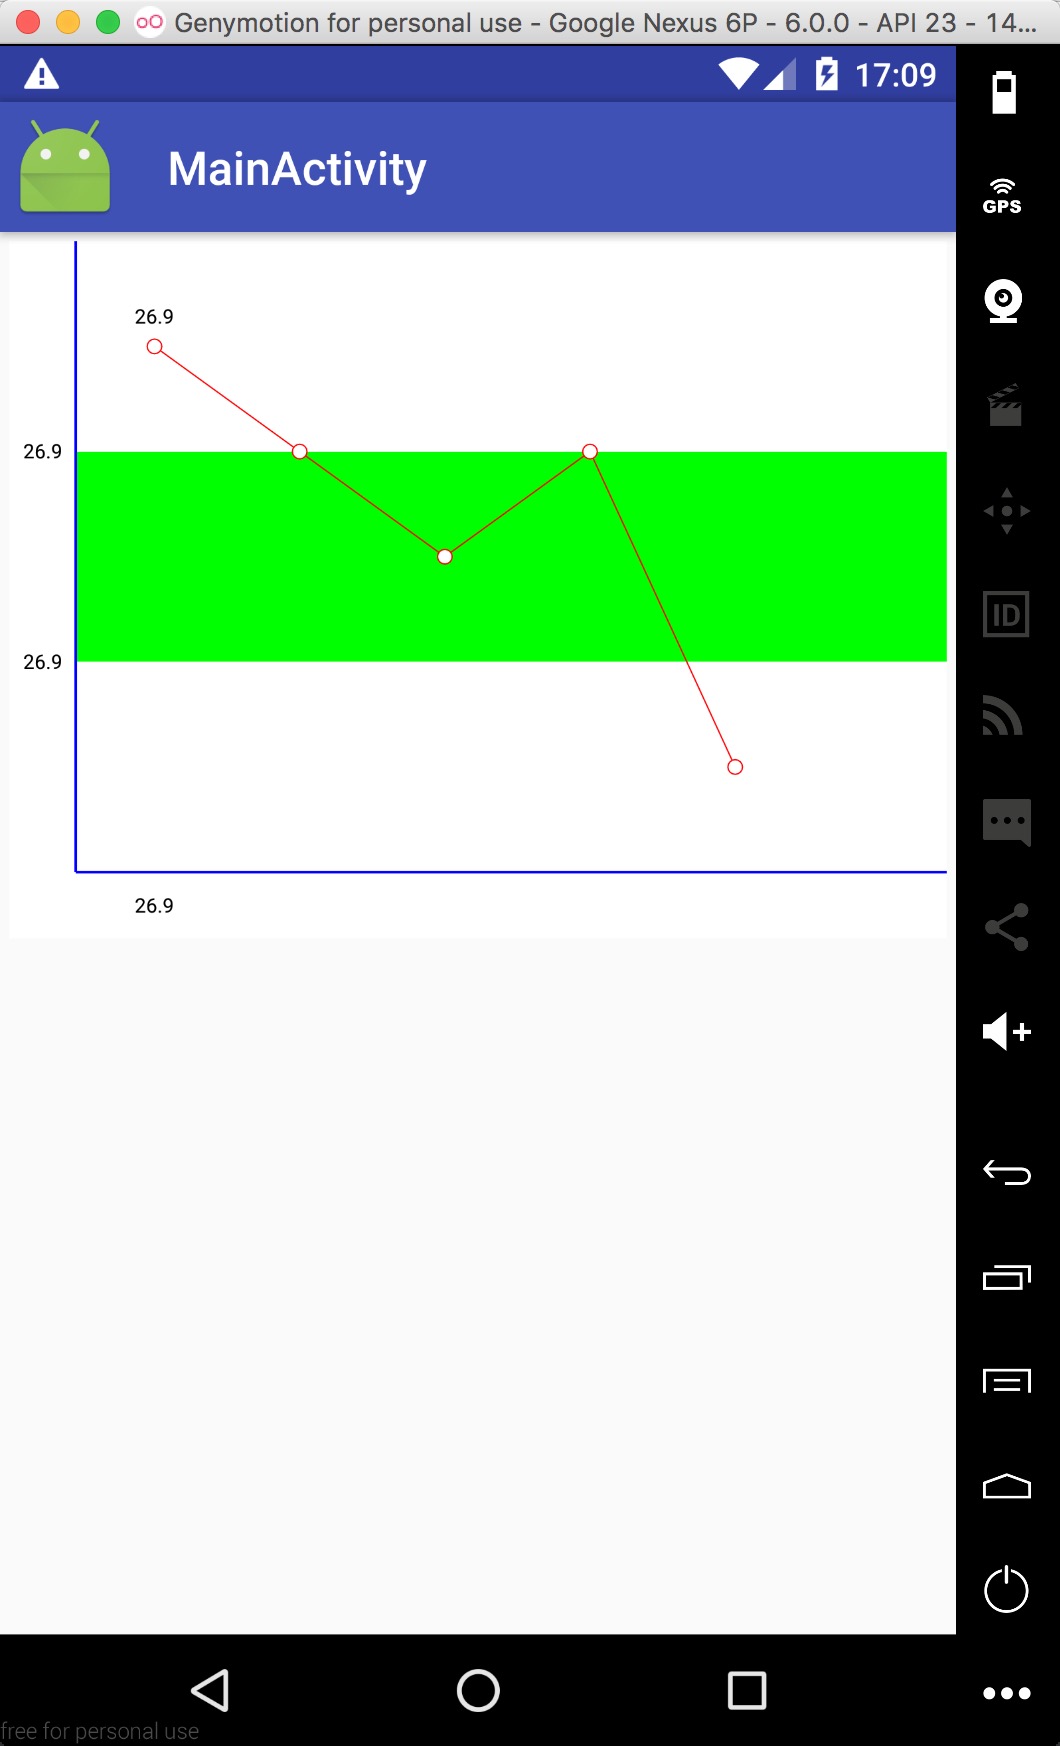 Genymotion for personal use - Google Nexus 6P - 6.0.0 - API 23 - 14...
17:09
MainActivity
GPS
26.9
26.9
ID
26.9
26.9
free for personal use